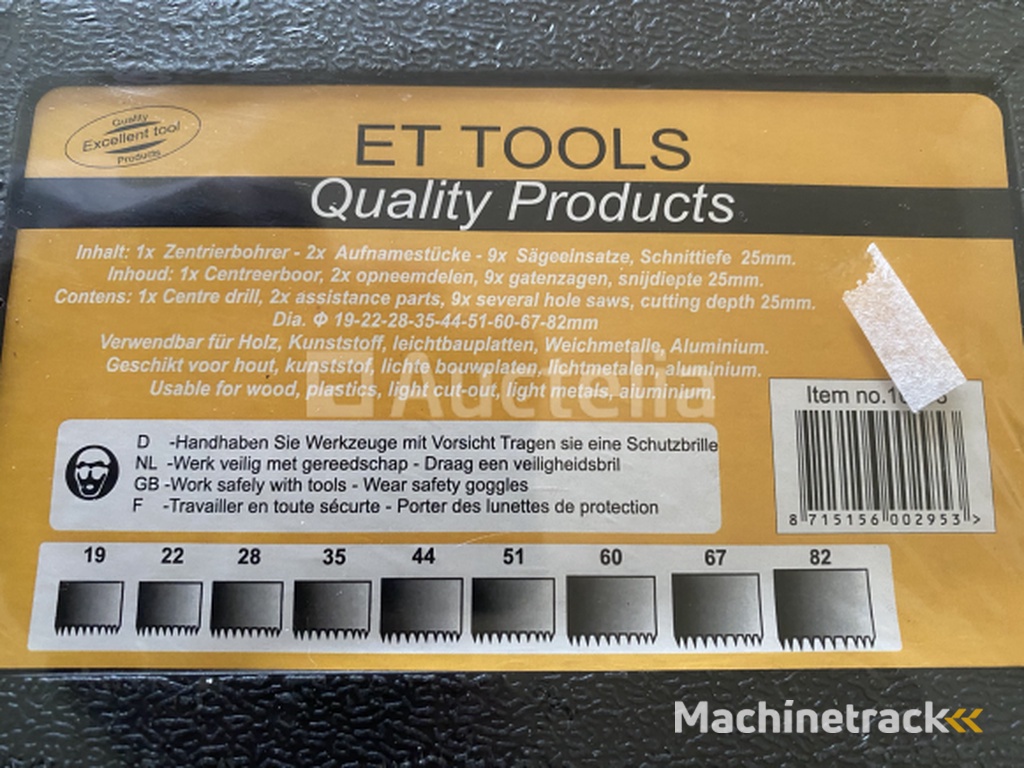 Quality
Excellent tool
Products
ET TOOLS
Quality Products
Inhalt: 1x Zentrierbohrer - 2x Aufnamestücke - 9x Sägeeinsatze, Schnittiefe 25mm.
Inhoud: 1x Centreerboor, 2x opneemdelen, 9x gatenzagen, snijdiepte 25mm.
Contens: 1x Centre drill, 2x assistance parts, 9x several hole saws, cutting depth 25mm.
Dia. Φ 19-22-28-35-44-51-60-67-82mm
Verwendbar für Holz, Kunststoff, leichtbauplatten, Weichmetalle, Aluminium.
Geschikt voor hout, kunststof, lichte bouwplaten, lichtmetalen, aluminium.
Usable for wood, plastics, light cut-out, light metals, aluminium.
Auctelia
Item no.
D -Handhaben Sie Werkzeuge mit Vorsicht Tragen sie eine Schutzbrille
NL -Werk veilig met gereedschap - Draag een veiligheidsbril
GB -Work safely with tools - Wear safety goggles
F -Travailler en toute sécurte - Porter des lunettes de protection
8 715156 002953 >
19 22 28 35 44 51 60 67 82
Machinetrack